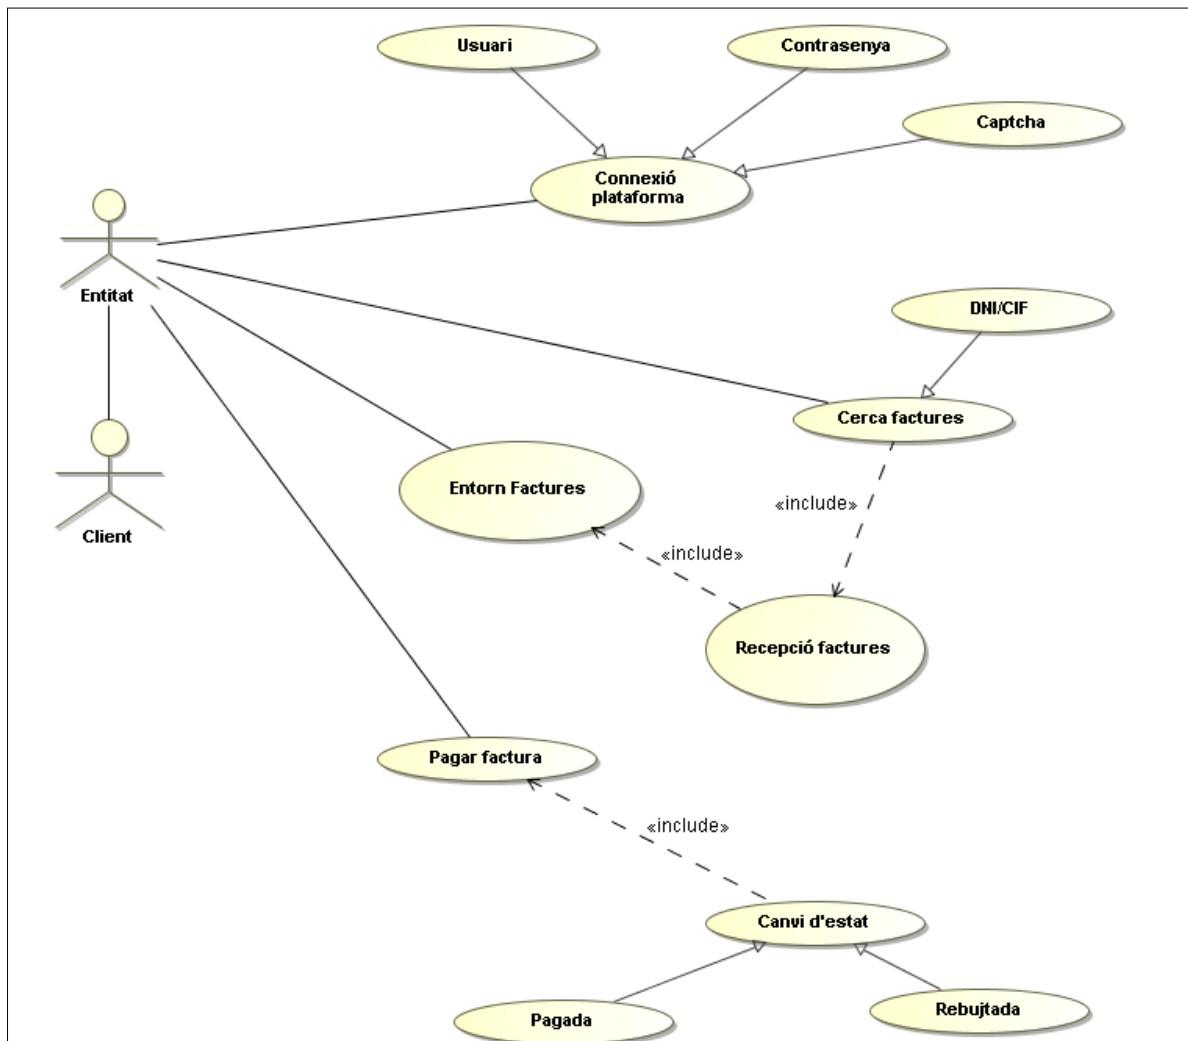 Usuari
Contrasenya
Captcha
Connexió
plataforma
Entitat
DNI/CIF
Cerca factures
Entorn Factures
«include»
Client
«include»
Recepció factures
Pagar factura
«include»
Canvi d'estat
Pagada
Rebujtada